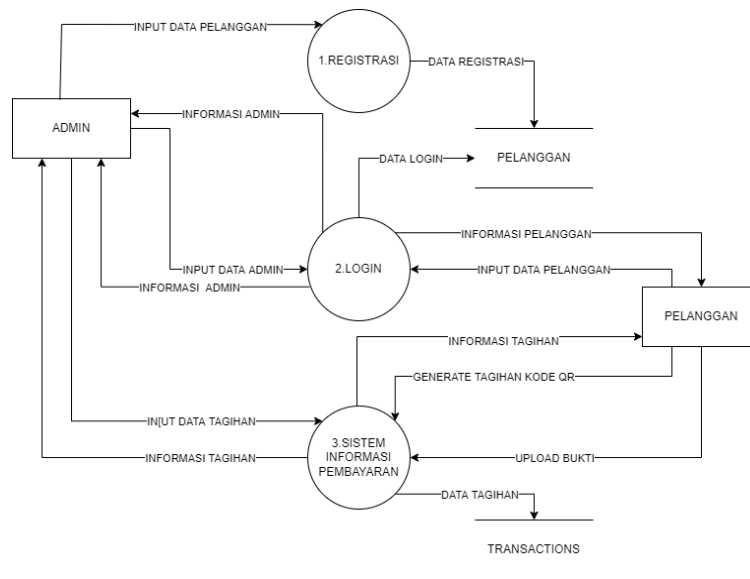 INPUT DATA PELANGGAN
1.REGISTRASI
DATA REGISTRASI
ADMIN
INFORMASI ADMIN
PELANGGAN
DATA LOGIN
INFORMASI PELANGGAN
2.LOGIN
INPUT DATA ADMIN
INPUT DATA PELANGGAN
INFORMASI ADMIN
PELANGGAN
INFORMASI TAGIHAN
GENERATE TAGIHAN KODE QR
IN[UT DATA TAGIHAN
3.SISTEM
INFORMASI
PEMBAYARAN
INFORMASI TAGIHAN
UPLOAD BUKTI
DATA TAGIHAN
TRANSACTIONS